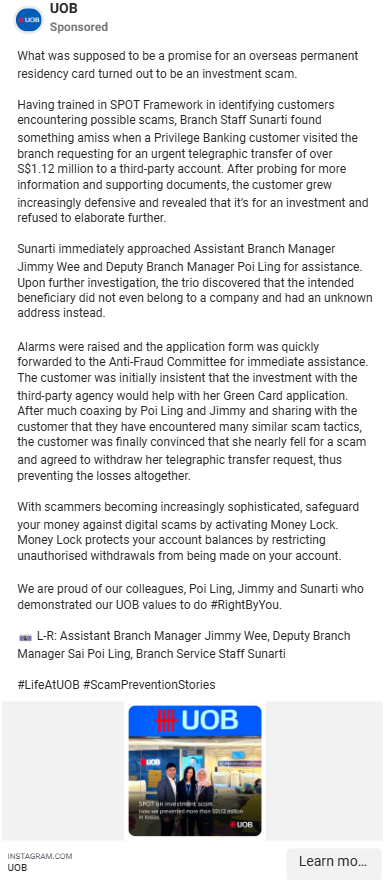 UOB
UOB
Sponsored
What was supposed to be a promise for an overseas permanent
residency card turned out to be an investment scam.
Having trained in SPOT Framework in identifying customers
encountering possible scams, Branch Staff Sunarti found
something amiss when a Privilege Banking customer visited the
branch requesting for an urgent telegraphic transfer of over
S$1.12 million to a third-party account. After probing for more
information and supporting documents, the customer grew
increasingly defensive and revealed that it's for an investment and
refused to elaborate further.
Sunarti immediately approached Assistant Branch Manager
Jimmy Wee and Deputy Branch Manager Poi Ling for assistance.
Upon further investigation, the trio discovered that the intended
beneficiary did not even belong to a company and had an unknown
address instead.
Alarms were raised and the application form was quickly
forwarded to the Anti-Fraud Committee for immediate assistance.
The customer was initially insistent that the investment with the
third-party agency would help with her Green Card application.
After much coaxing by Poi Ling and Jimmy and sharing with the
customer that they have encountered many similar scam tactics,
the customer was finally convinced that she nearly fell for a scam
and agreed to withdraw her telegraphic transfer request, thus
preventing the losses altogether.
With scammers becoming increasingly sophisticated, safeguard
your money against digital scams by activating Money Lock.
Money Lock protects your account balances by restricting
unauthorised withdrawals from being made on your account.
We are proud of our colleagues, Poi Ling, Jimmy and Sunarti who
demonstrated our UOB values to do #RightByYou.
L-R: Assistant Branch Manager Jimmy Wee, Deputy Branch
Manager Sai Poi Ling, Branch Service Staff Sunarti
#LifeAtUOB #ScamPreventionStories
UOB
UOB
SPOT an investment scam
How we prevented more than S$1.12 million
in losses
UOB
INSTAGRAM.COM
UOB
Learn mo...